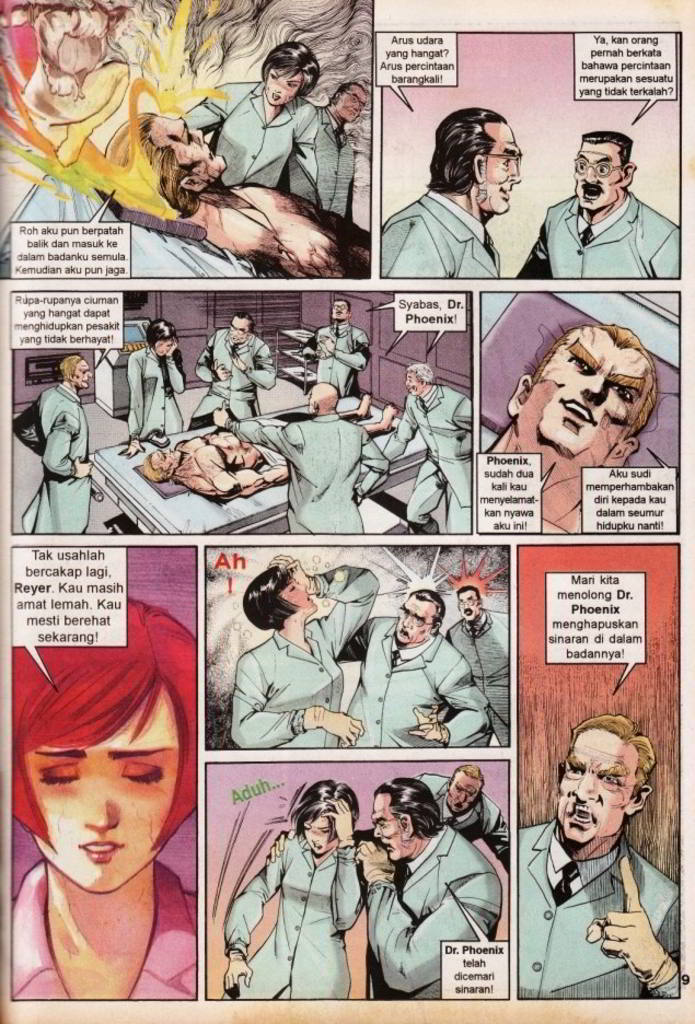 Roh aku pun berpatah
balik dan masuk ke
dalam badanku semula.
Kemudian aku pun jaga.
Arus udara
yang hangat?
Arus percintaan
barangkali!
Ya, kan orang
pernah berkata
bahawa percintaan
merupakan sesuatu
yang tidak terkalah?
Rupa-rupanya ciuman
yang hangat dapat
menghidupkan pesakit
yang tidak berhayat!
Syabas, Dr.
Phoenix!
Phoenix,
sudah dua
kali kau
menyelamat-
kan nyawa
aku ini!
Aku sudi
memperhambakan
diri kepada kau
dalam seumur
hidupku nanti!
Tak usahlah
bercakap lagi,
Reyer. Kau masih
amat lemah. Kau
mesti berehat
sekarang!
Ah
!
Aduh...
Dr. Phoenix
telah
dicemari
sinaran!
Mari kita
menolong Dr.
Phoenix
menghapuskan
sinaran di dalam
badannya!
9